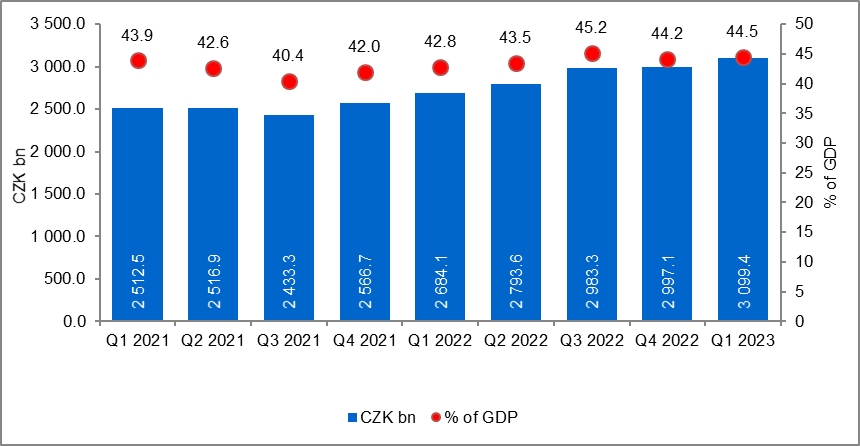 3 500.0
3 000.0
2 500.0
2 000.0
1 500.0
1 000.0
500.0
0.0
CZK bn
43.9
42.6
40.4
42.0
42.8
43.5
45.2
44.2
44.5
2 512.5
2 516.9
2 433.3
2 566.7
2 684.1
2 793.6
2 983.3
2 997.1
3 099.4
50
45
40
35
30
25
20
15
10
5
0
% of GDP
Q1 2021
Q2 2021
Q3 2021
Q4 2021
Q1 2022
Q2 2022
Q3 2022
Q4 2022
Q1 2023
CZK bn
% of GDP